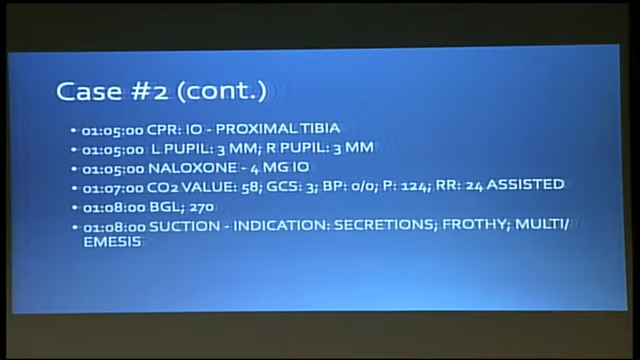 Case #2 (cont.)
• 01:05:00 CPR: IO - PROXIMAL TIBIA
• 01:05:00 L PUPIL: 3 MM; R PUPIL: 3 MM
• 01:05:00 NALOXONE - 4 MG IO
• 01:07:00 CO2 VALUE: 58; GCS: 3; BP: 0/0; P: 124; RR: 24 ASSISTED
• 01:08:00 BGL; 270
• 01:08:00 SUCTION - INDICATION: SECRETIONS; FROTHY; MULTI/
EMESIS